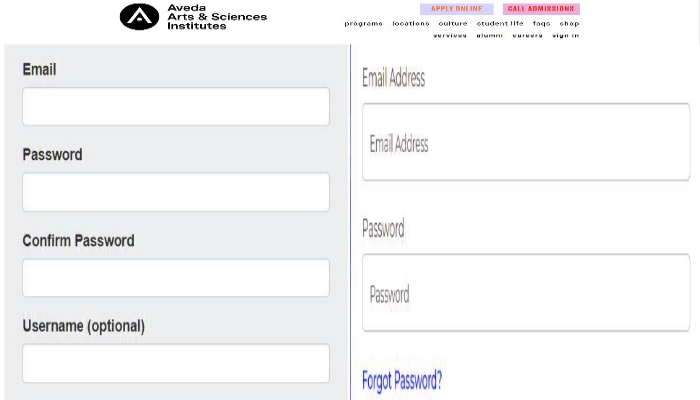 Aveda
Arts & Sciences
Institutes
APPLY ONLINE CALL ADMISSIONS
programs locations culture student life faqs shop
services alumni careers sign in
Email
Password
Confirm Password
Username (optional)
Email Address
Email Address
Password
Password
Forgot Password?